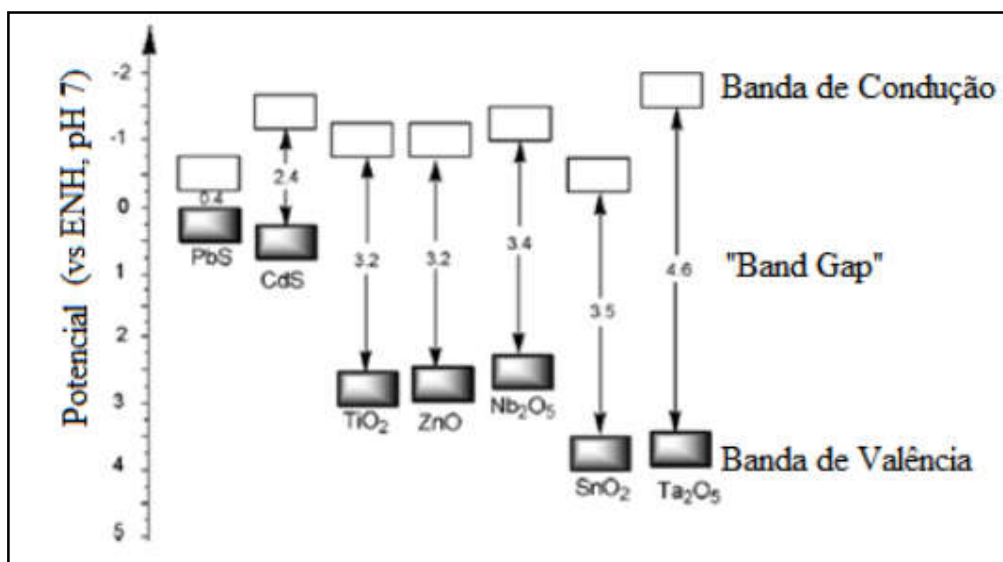 Potencial (vs ENH, pH 7)
-2
-1
0
1
2
3
4
5
0.4
PbS
2.4
CdS
3.2
TiO₂
3.2
ZnO
3.4
Nb₂O₅
3.5
SnO₂
4.6
Ta₂O₅
Banda de Condução
"Band Gap"
Banda de Valência